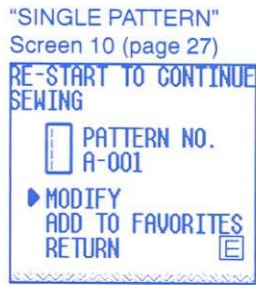 "SINGLE PATTERN"
Screen 10 (page 27)
RE-START TO CONTINUE
SEWING
PATTERN NO.
A-001
MODIFY
ADD TO FAVORITES
RETURN E